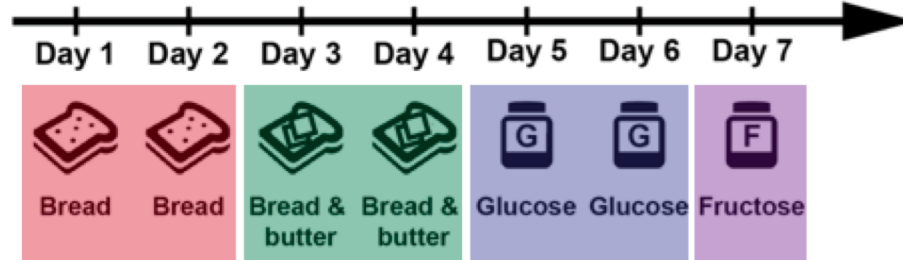 Day 1 Day 2 Day 3 Day 4 Day 5 Day 6 Day 7
G G F
Bread Bread Bread & butter Bread & butter Glucose Glucose Fructose